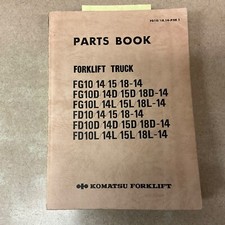 PARTS BOOK
FORKLIFT TRUCK
FG10·14·15·18-14
FG10D·14D·15D·18D-14
FG10L·14L·15L·18L-14
FD10·14·15·18-14
FD10D·14D·15D·18D-14
FD10L·14L·15L·18L-14
KOMATSU FORKLIFT